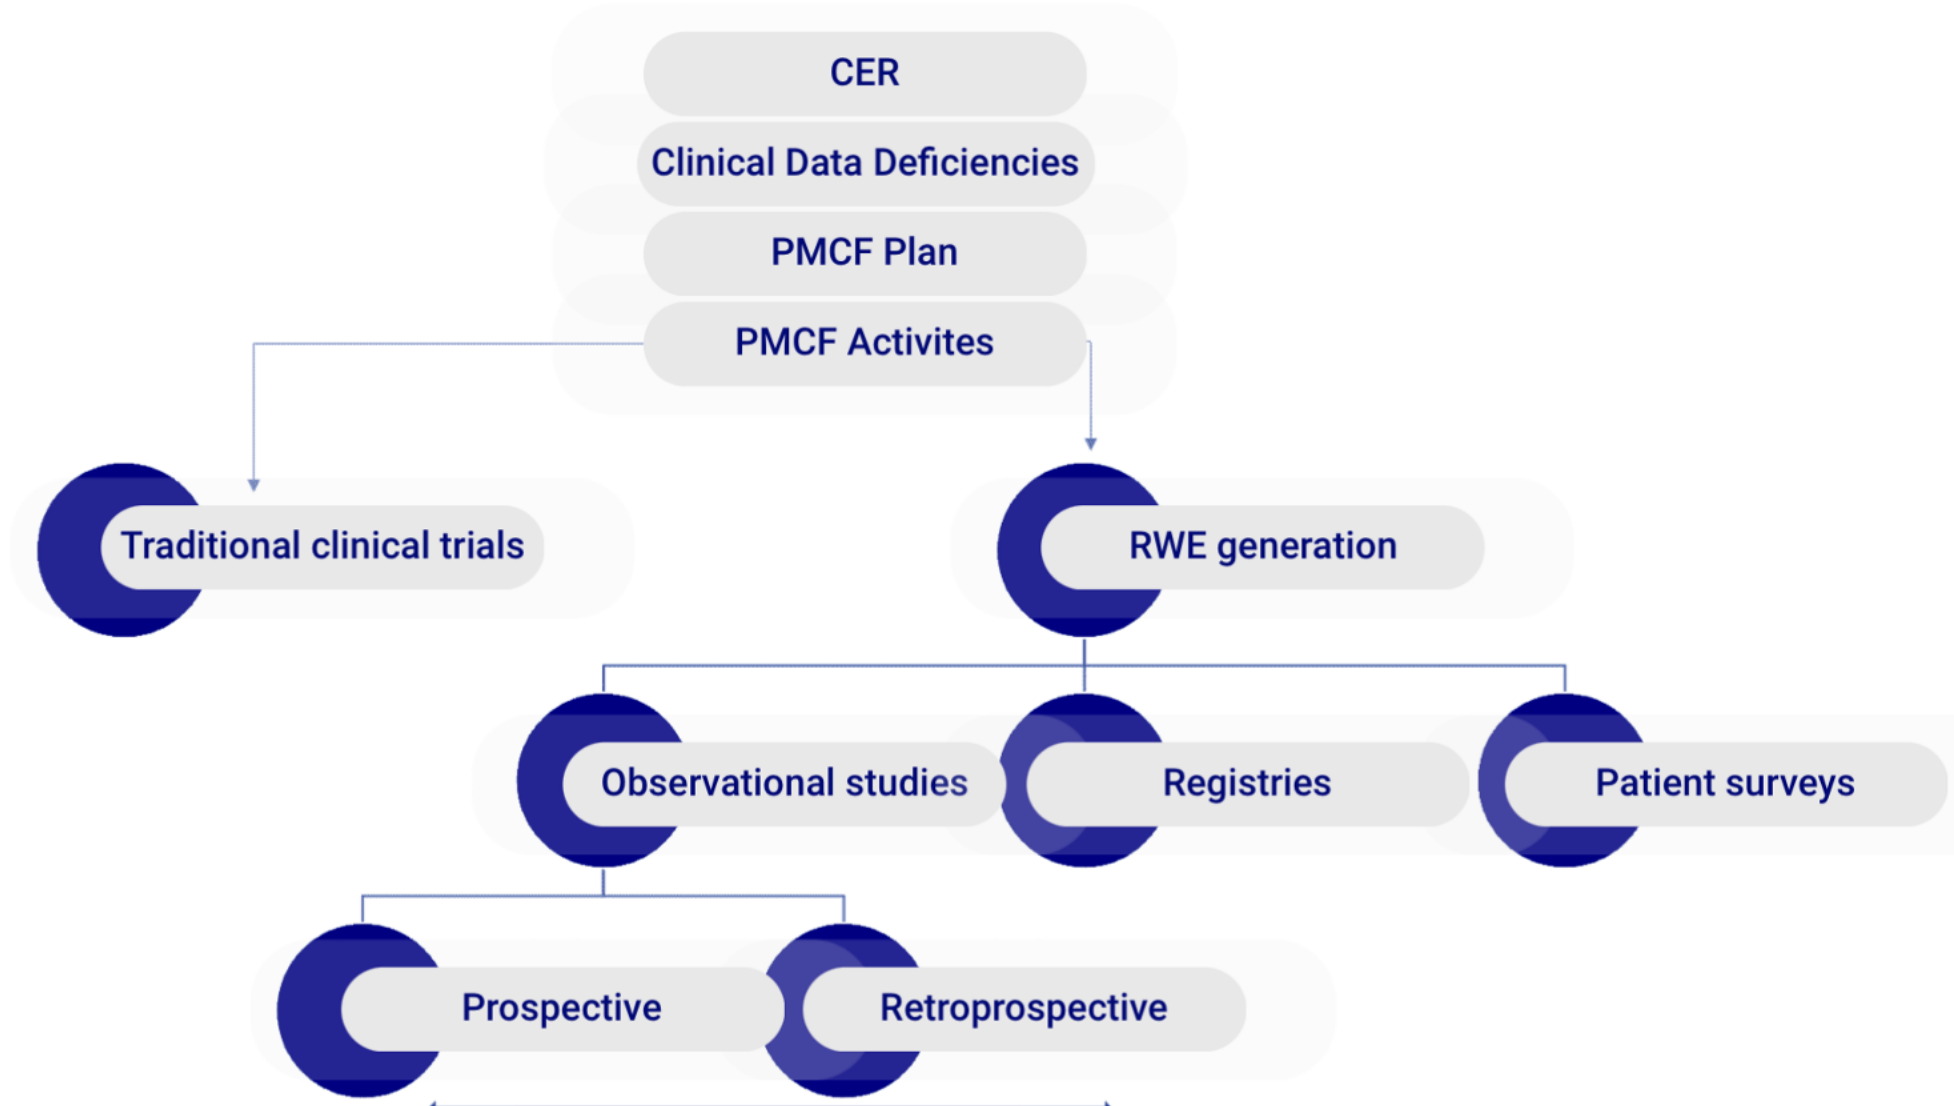 CER
Clinical Data Deficiencies
PMCF Plan
PMCF Activites
Traditional clinical trials
RWE generation
Observational studies
Registries
Patient surveys
Prospective
Retroprospective